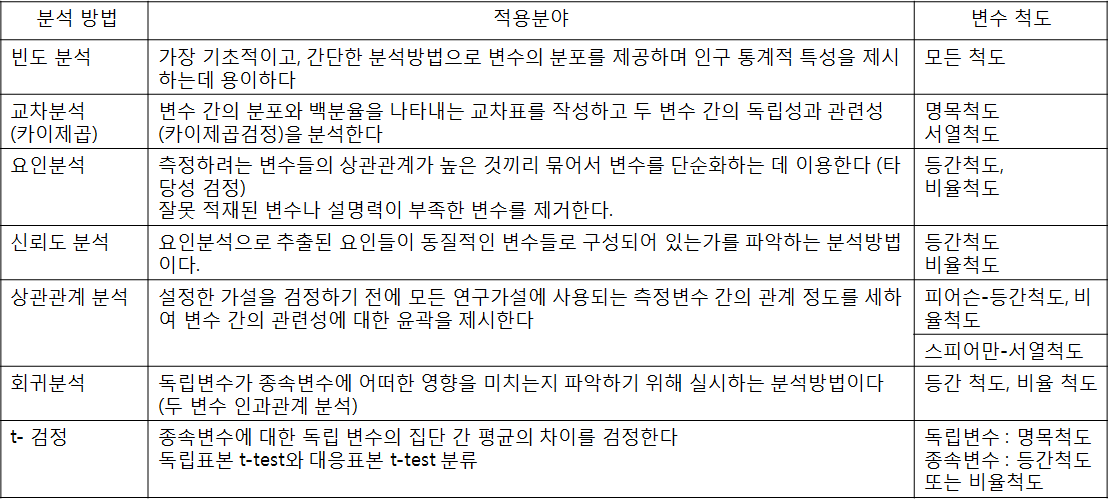 분석 방법
적용분야
변수 척도
빈도 분석
가장 기초적이고, 간단한 분석방법으로 변수의 분포를 제공하며 인구 통계적 특성을 제시
하는데 용이하다
모든 척도
교차분석
(카이제곱)
변수 간의 분포와 백분율을 나타내는 교차표를 작성하고 두 변수 간의 독립성과 관련성
(카이제곱검정)을 분석한다
명목척도
서열척도
요인분석
측정하려는 변수들의 상관관계가 높은 것끼리 묶어서 변수를 단순화하는 데 이용한다 (타
당성 검정)
잘못 적재된 변수나 설명력이 부족한 변수를 제거한다.
등간척도,
비율척도
신뢰도 분석
요인분석으로 추출된 요인들이 동질적인 변수들로 구성되어 있는가를 파악하는 분석방법
이다.
등간척도
비율척도
상관관계 분석
설정한 가설을 검정하기 전에 모든 연구가설에 사용되는 측정변수 간의 관계 정도를 세하
여 변수 간의 관련성에 대한 윤곽을 제시한다
피어슨-등간척도, 비
율척도
스피어만-서열척도
회귀분석
독립변수가 종속변수에 어떠한 영향을 미치는지 파악하기 위해 실시하는 분석방법이다
(두 변수 인과관계 분석)
등간 척도, 비율 척도
t- 검정
종속변수에 대한 독립 변수의 집단 간 평균의 차이를 검정한다
독립표본 t-test와 대응표본 t-test 분류
독립변수 : 명목척도
종속변수 : 등간척도
또는 비율척도